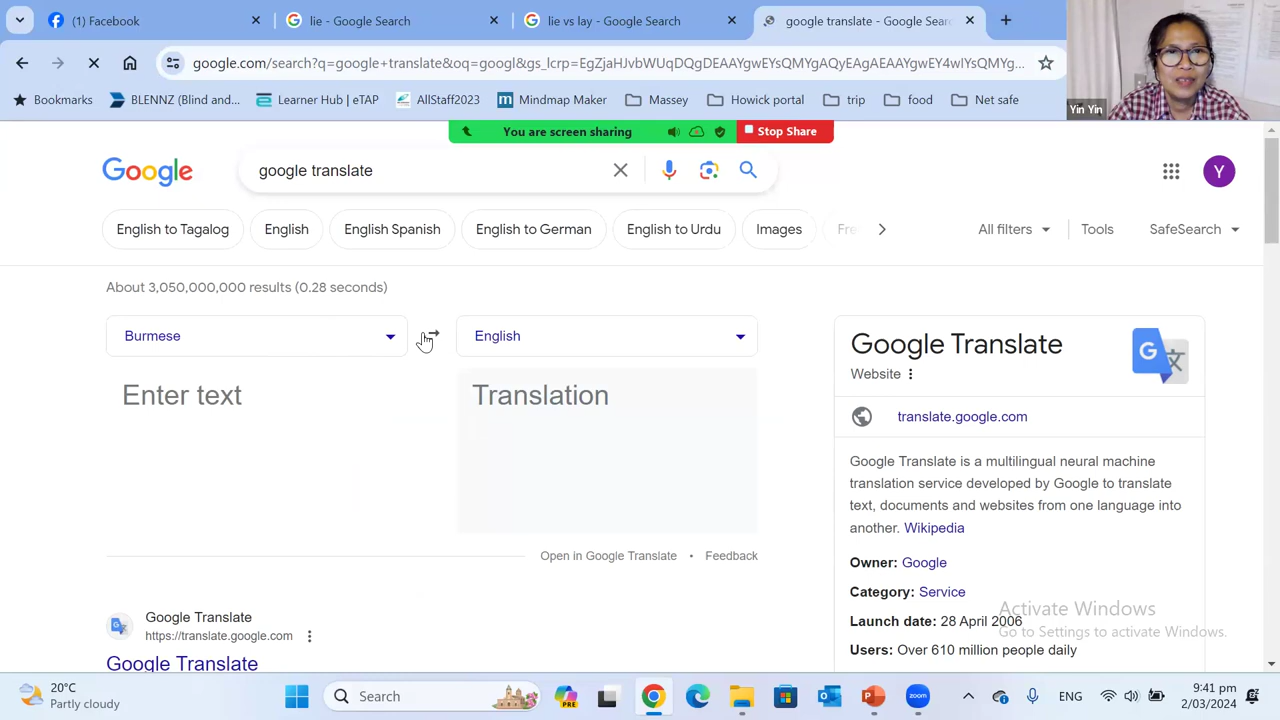 (1) Facebook
lie - Google Search
lie vs lay - Google Search
google translate - Google Sear
google.com/search?q=google+translate&oq=googl&gs_lcrp=EgZjaHJvbWUqDQgDEAAYgwEYsQMYgAQyEAgAEAAYgwEY4wIYsQMYg...
Bookmarks
BLENNZ (Blind and...
Learner Hub | eTAP
AllStaff2023
Mindmap Maker
Massey
Howick portal
trip
food
Net safe
Yin Yin
You are screen sharing
Stop Share
Google
google translate
Y
English to Tagalog
English
English Spanish
English to German
English to Urdu
Images
Fre
All filters
Tools
SafeSearch
About 3,050,000,000 results (0.28 seconds)
Burmese
English
Enter text
Translation
Open in Google Translate • Feedback
Google Translate
https://translate.google.com
Google Translate
Google Translate
Website
G 文
translate.google.com
Google Translate is a multilingual neural machine
translation service developed by Google to translate
text, documents and websites from one language into
another. Wikipedia
Owner: Google
Category: Service
Launch date: 28 April 2006
Users: Over 610 million people daily
Activate Windows
Go to Settings to activate Windows.
20°C
Partly cloudy
Search
zoom
ENG
9:41 pm
2/03/2024